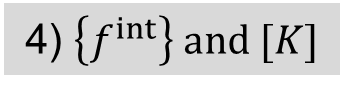 4) {f^int} and [K]